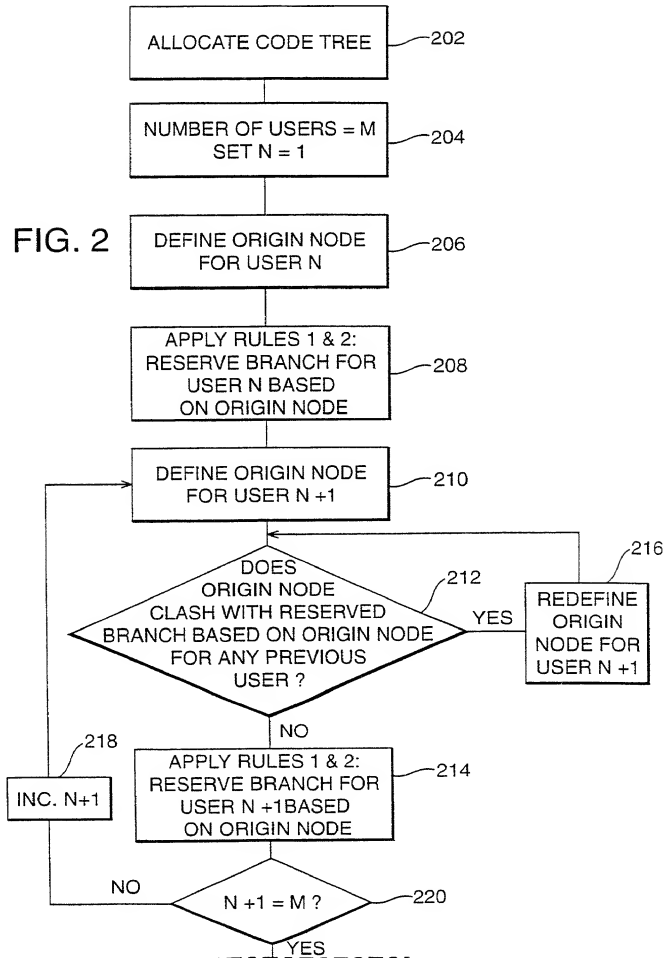 ALLOCATE CODE TREE
202
NUMBER OF USERS = M
SET N = 1
204
FIG. 2
DEFINE ORIGIN NODE
FOR USER N
206
APPLY RULES 1 & 2:
RESERVE BRANCH FOR
USER N BASED
ON ORIGIN NODE
208
DEFINE ORIGIN NODE
FOR USER N +1
210
DOES
ORIGIN NODE
CLASH WITH RESERVED
BRANCH BASED ON ORIGIN NODE
FOR ANY PREVIOUS
USER ?
212
YES
REDEFINE
ORIGIN
NODE FOR
USER N +1
216
NO
APPLY RULES 1 & 2:
RESERVE BRANCH FOR
USER N +1BASED
ON ORIGIN NODE
214
218
INC. N+1
NO
N +1 = M ?
220
YES